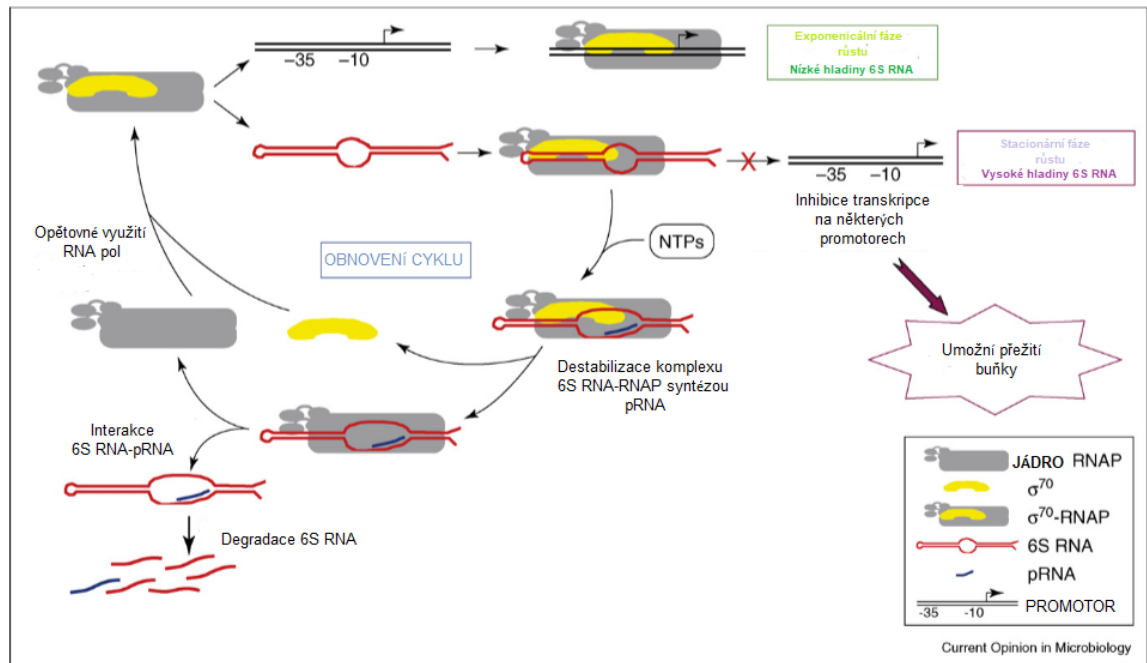 –35 –10
Exponenicální fáze
růstu
Nízké hladiny 6S RNA
Stacionární fáze
růstu
Vysoké hladiny 6S RNA
–35 –10
Inhibice transkripce
na některých
promotorech
NTPs
Opětovné využití
RNA pol
OBNOVENÍ CYKLU
Destabilizace komplexu
6S RNA-RNAP syntézou
pRNA
Umožní přežití
buňky
Interakce
6S RNA-pRNA
Degradace 6S RNA
JÁDRO RNAP
σ70
σ70-RNAP
6S RNA
pRNA
-35 -10 PROMOTOR
Current Opinion in Microbiology